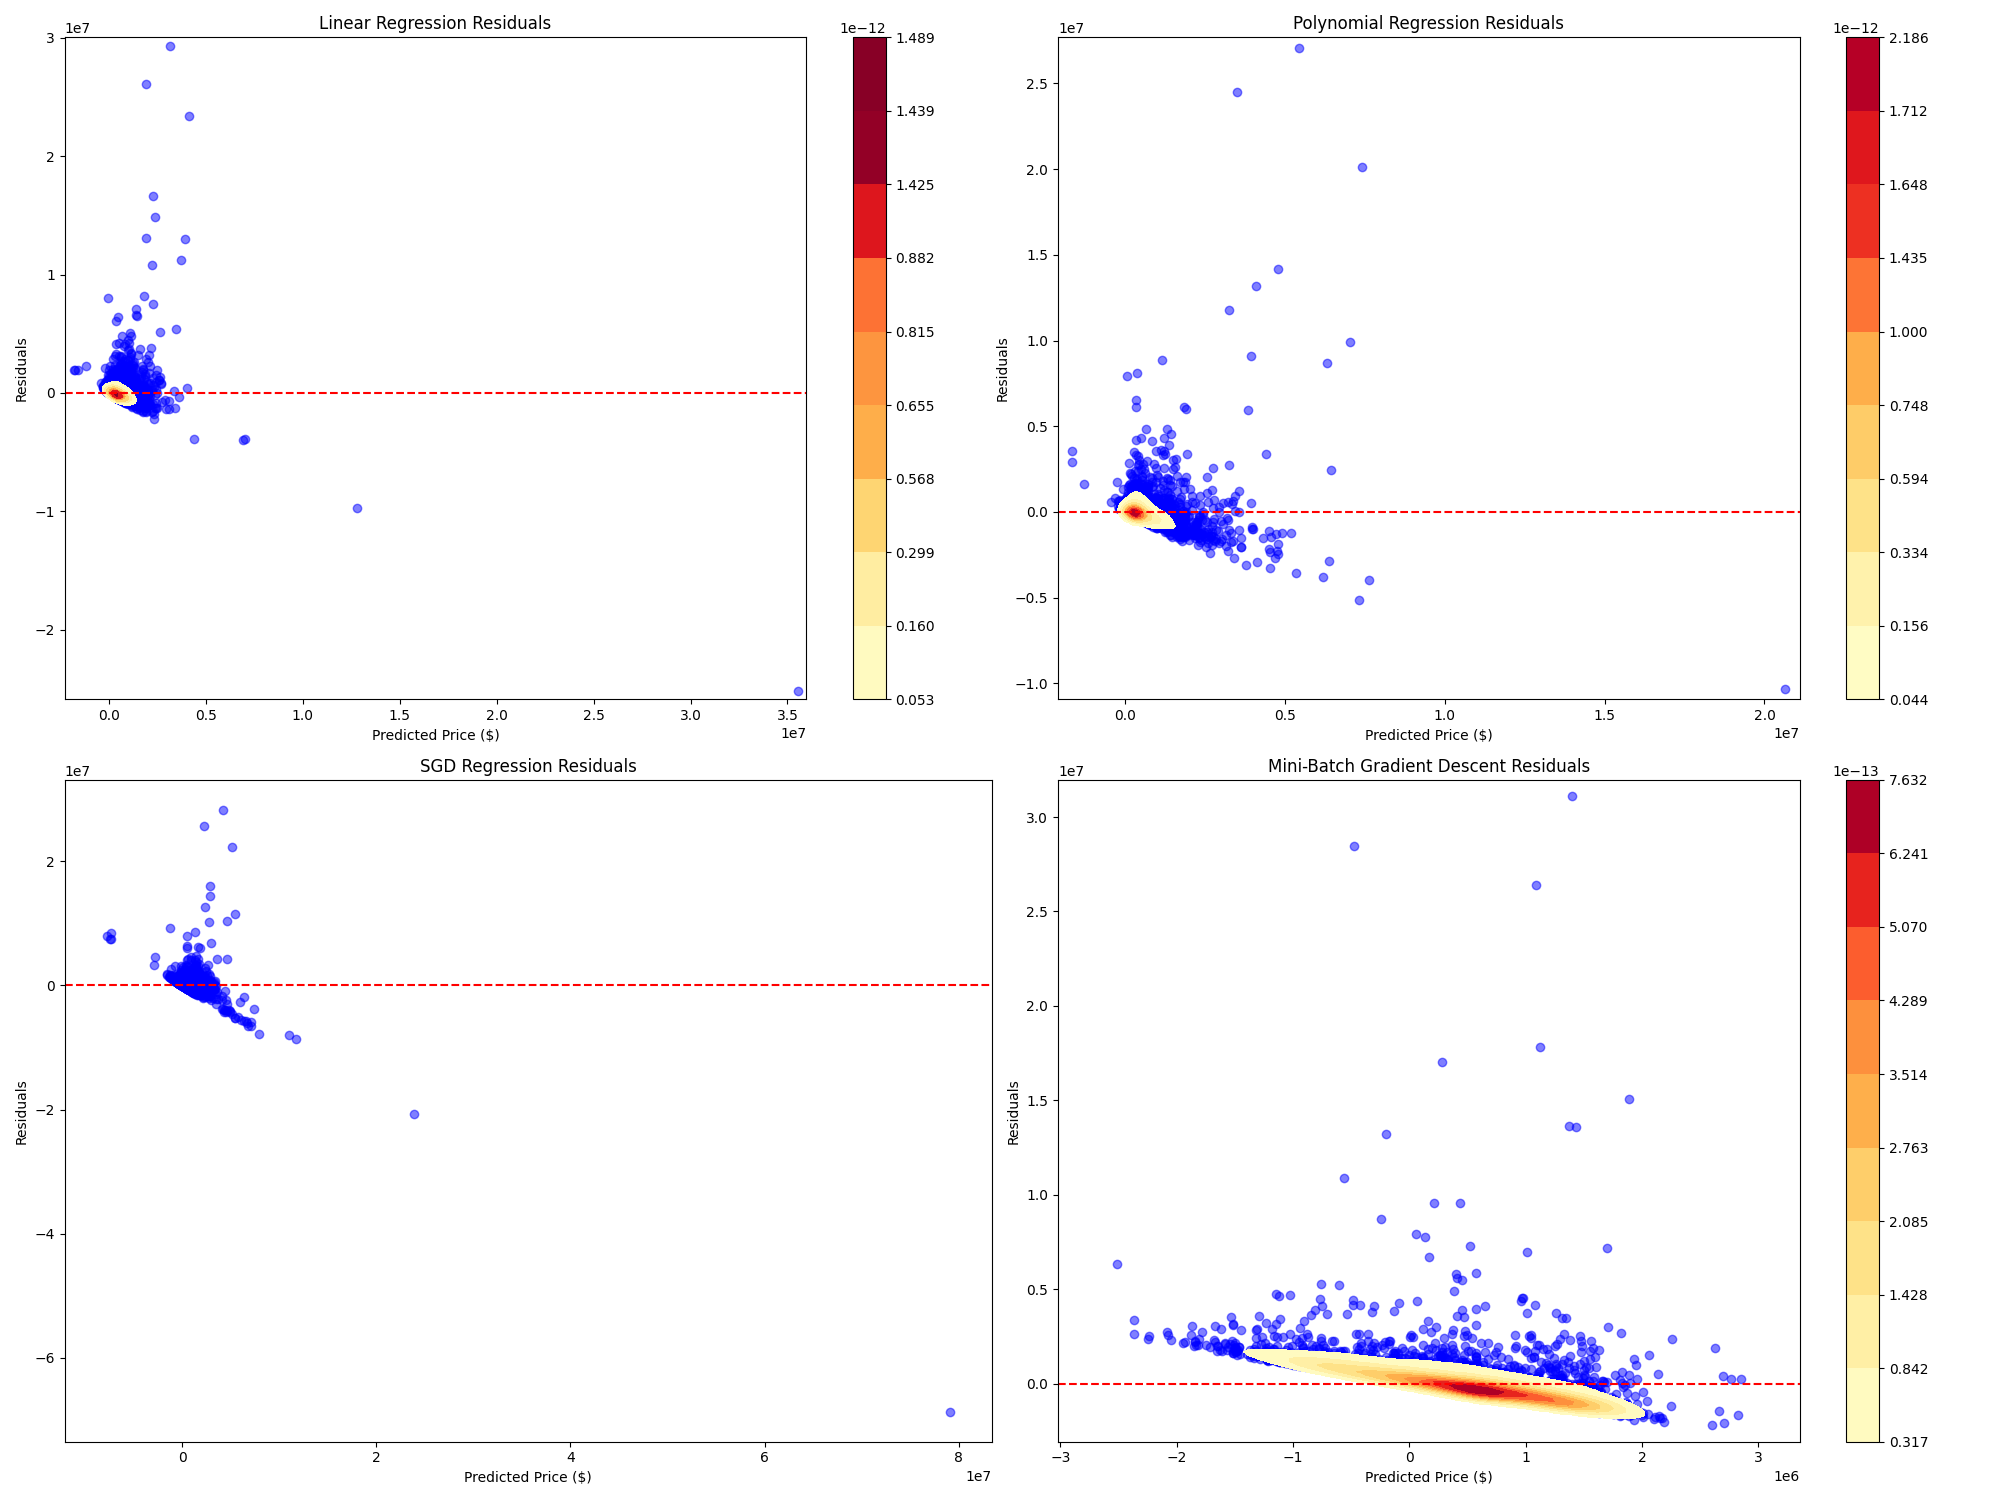 Linear Regression Residuals
1e7
1e−12
3
2
1
0
−1
−2
Residuals
0.0 0.5 1.0 1.5 2.0 2.5 3.0 3.5
1e7
Predicted Price ($)
1.489
1.439
1.425
0.882
0.815
0.655
0.568
0.299
0.160
0.053
Polynomial Regression Residuals
1e7
1e−12
2.5
2.0
1.5
1.0
0.5
0.0
−0.5
−1.0
Residuals
0.0 0.5 1.0 1.5 2.0
1e7
Predicted Price ($)
2.186
1.712
1.648
1.435
1.000
0.748
0.594
0.334
0.156
0.044
SGD Regression Residuals
1e7
2
0
−2
−4
−6
Residuals
0 2 4 6 8
1e7
Predicted Price ($)
Mini-Batch Gradient Descent Residuals
1e7
1e−13
3.0
2.5
2.0
1.5
1.0
0.5
0.0
Residuals
−3 −2 −1 0 1 2 3
1e6
Predicted Price ($)
7.632
6.241
5.070
4.289
3.514
2.763
2.085
1.428
0.842
0.317